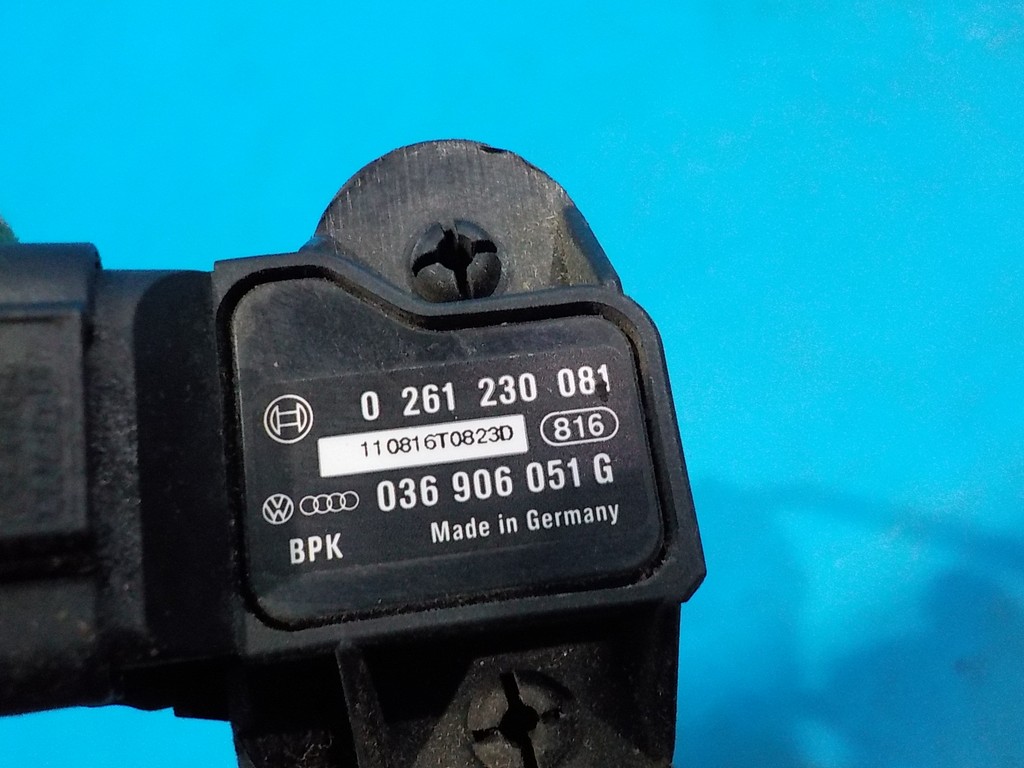 0 261 230 081
110816T0823D 816
036 906 051 G
Made in Germany
BPK